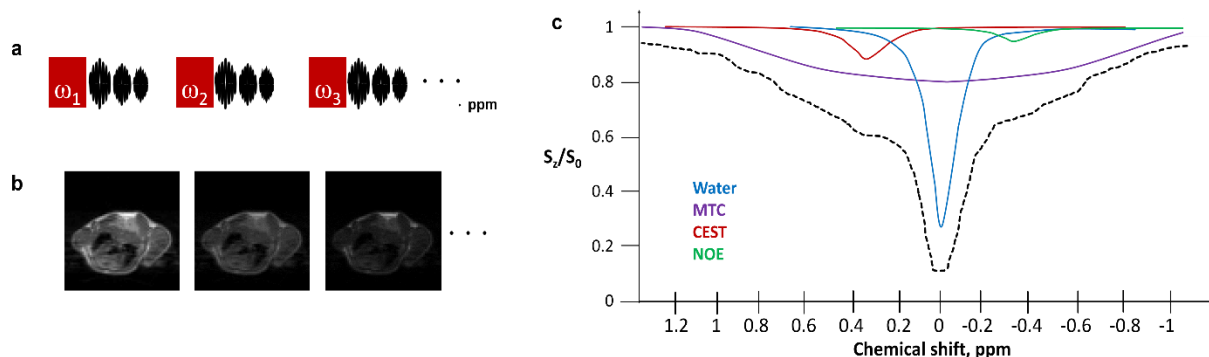 a
ω1 ω2 ω3 . . . .
. ppm
b
. . .
c
Sz/S0
1
0.8
0.6
0.4
0.2
0
Water
MTC
CEST
NOE
1.2 1 0.8 0.6 0.4 0.2 0 -0.2 -0.4 -0.6 -0.8 -1
Chemical shift, ppm